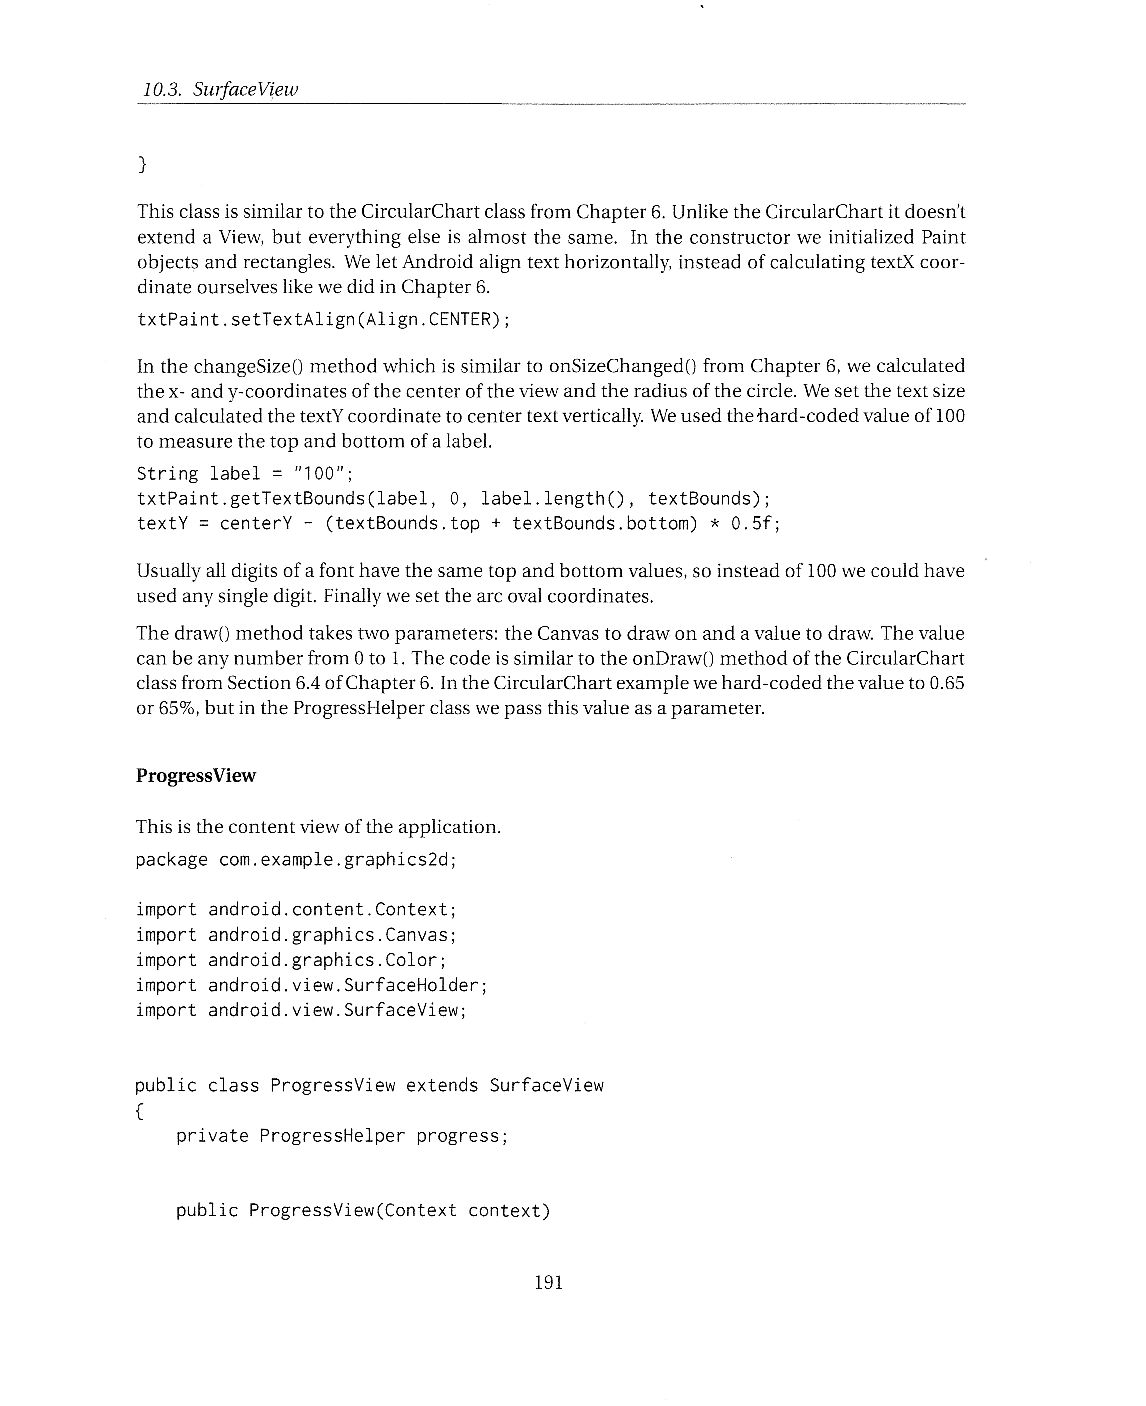 10.3. SurfaceView
}
This class is similar to the CircularChart class from Chapter 6. Unlike the CircularChart it doesn't
extend a View, but everything else is almost the same. In the constructor we initialized Paint
objects and rectangles. We let Android align text horizontally, instead of calculating textX coor-
dinate ourselves like we did in Chapter 6.
txtPaint.setTextAlign(Align.CENTER);
In the changeSize() method which is similar to onSizeChanged() from Chapter 6, we calculated
the x- and y-coordinates of the center of the view and the radius of the circle. We set the text size
and calculated the textY coordinate to center text vertically. We used the hard-coded value of 100
to measure the top and bottom of a label.
String label = "100";
txtPaint.getTextBounds(label, 0, label.length(), textBounds);
textY = centerY - (textBounds.top + textBounds.bottom) * 0.5f;
Usually all digits of a font have the same top and bottom values, so instead of 100 we could have
used any single digit. Finally we set the arc oval coordinates.
The draw() method takes two parameters: the Canvas to draw on and a value to draw. The value
can be any number from 0 to 1. The code is similar to the onDraw() method of the CircularChart
class from Section 6.4 of Chapter 6. In the CircularChart example we hard-coded the value to 0.65
or 65%, but in the ProgressHelper class we pass this value as a parameter.
ProgressView
This is the content view of the application.
package com.example.graphics2d;
import android.content.Context;
import android.graphics.Canvas;
import android.graphics.Color;
import android.view.SurfaceHolder;
import android.view.SurfaceView;
public class ProgressView extends SurfaceView
{
    private ProgressHelper progress;
    public ProgressView(Context context)
191